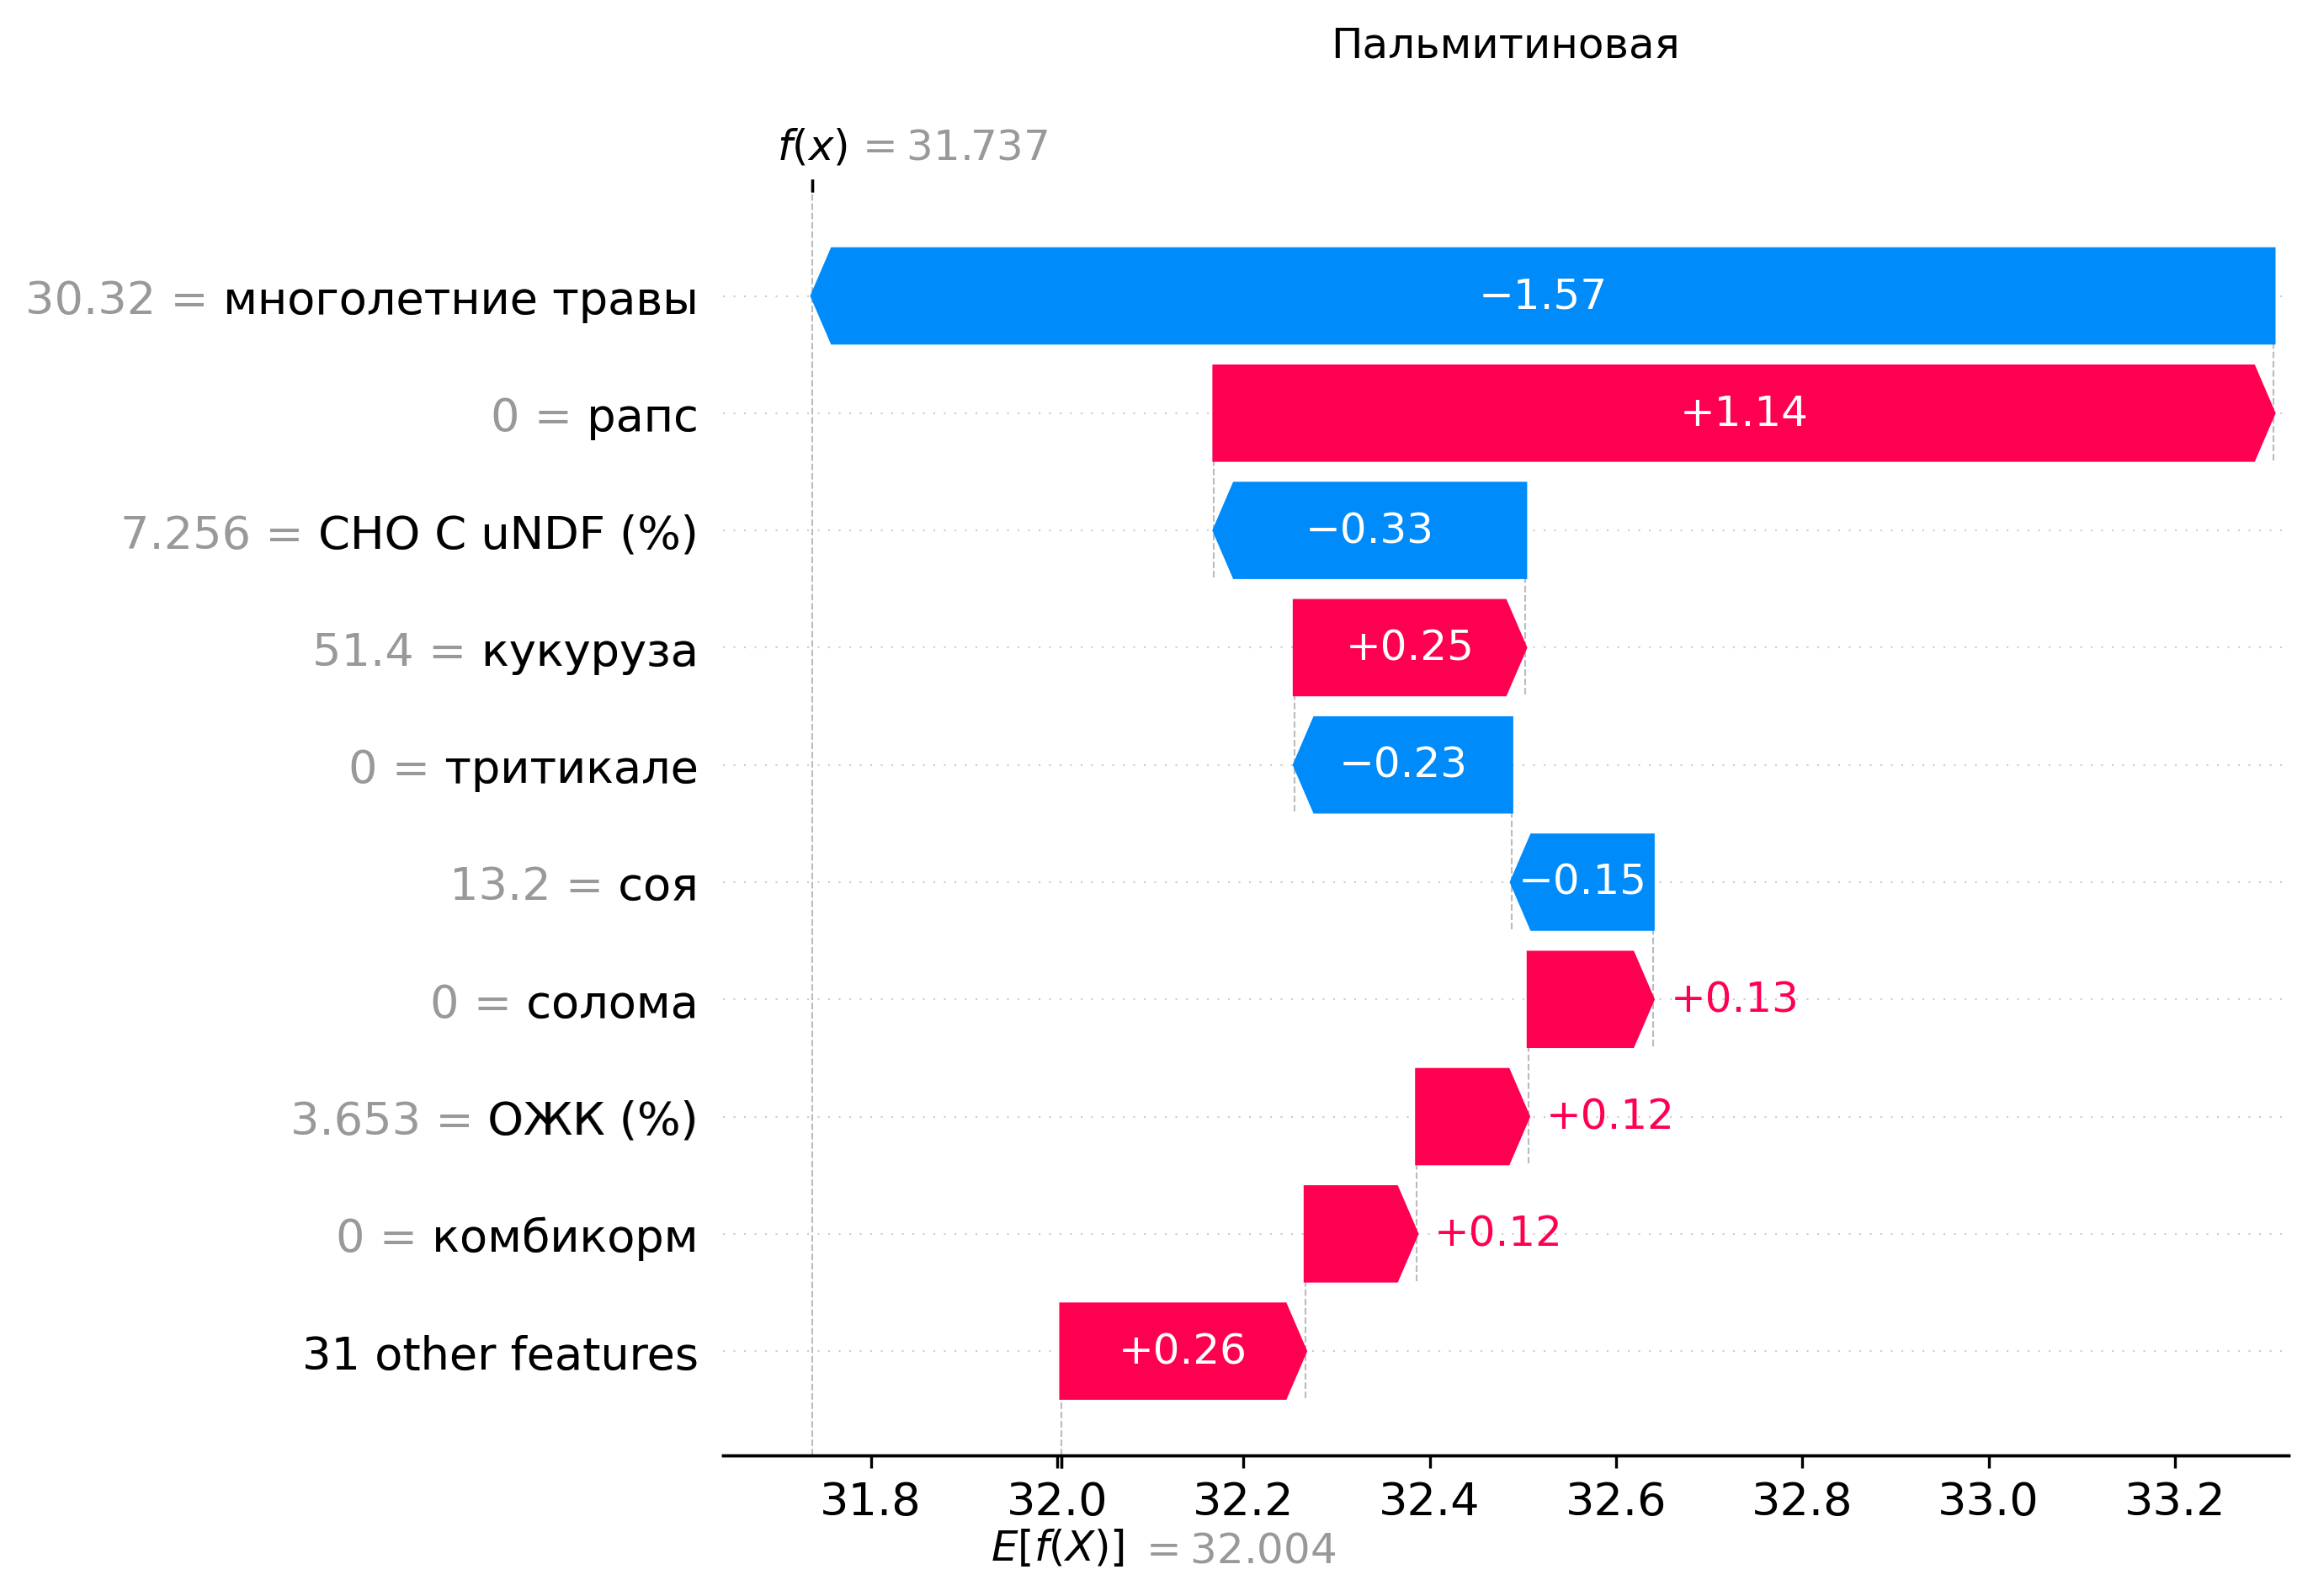 Пальмитиновая
f(x) = 31.737
30.32 = многолетние травы
−1.57
0 = рапс
+1.14
7.256 = CHO C uNDF (%)
−0.33
51.4 = кукуруза
+0.25
0 = тритикале
−0.23
13.2 = соя
−0.15
0 = солома
+0.13
3.653 = ОЖК (%)
+0.12
0 = комбикорм
+0.12
31 other features
+0.26
31.8 32.0 32.2 32.4 32.6 32.8 33.0 33.2
E[f(X)] = 32.004